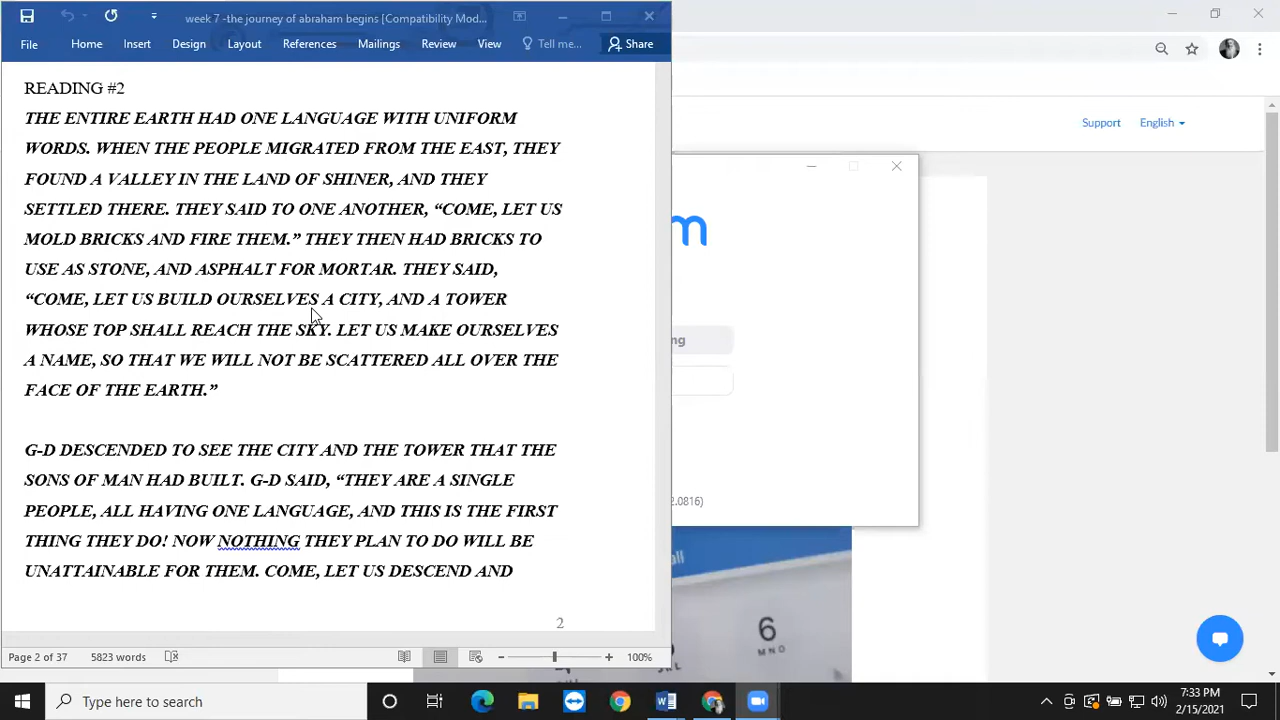 week 7 -the journey of abraham begins [Compatibility Mod...
File Home Insert Design Layout References Mailings Review View Tell me... Share
READING #2
THE ENTIRE EARTH HAD ONE LANGUAGE WITH UNIFORM
WORDS. WHEN THE PEOPLE MIGRATED FROM THE EAST, THEY
FOUND A VALLEY IN THE LAND OF SHINER, AND THEY
SETTLED THERE. THEY SAID TO ONE ANOTHER, “COME, LET US
MOLD BRICKS AND FIRE THEM.” THEY THEN HAD BRICKS TO
USE AS STONE, AND ASPHALT FOR MORTAR. THEY SAID,
“COME, LET US BUILD OURSELVES A CITY, AND A TOWER
WHOSE TOP SHALL REACH THE SKY. LET US MAKE OURSELVES
A NAME, SO THAT WE WILL NOT BE SCATTERED ALL OVER THE
FACE OF THE EARTH.”
G-D DESCENDED TO SEE THE CITY AND THE TOWER THAT THE
SONS OF MAN HAD BUILT. G-D SAID, “THEY ARE A SINGLE
PEOPLE, ALL HAVING ONE LANGUAGE, AND THIS IS THE FIRST
THING THEY DO! NOW NOTHING THEY PLAN TO DO WILL BE
UNATTAINABLE FOR THEM. COME, LET US DESCEND AND
2
Page 2 of 37 5823 words 100%
Support English
m
ng
2.0816)
all
6
MNO
Type here to search
7:33 PM
2/15/2021